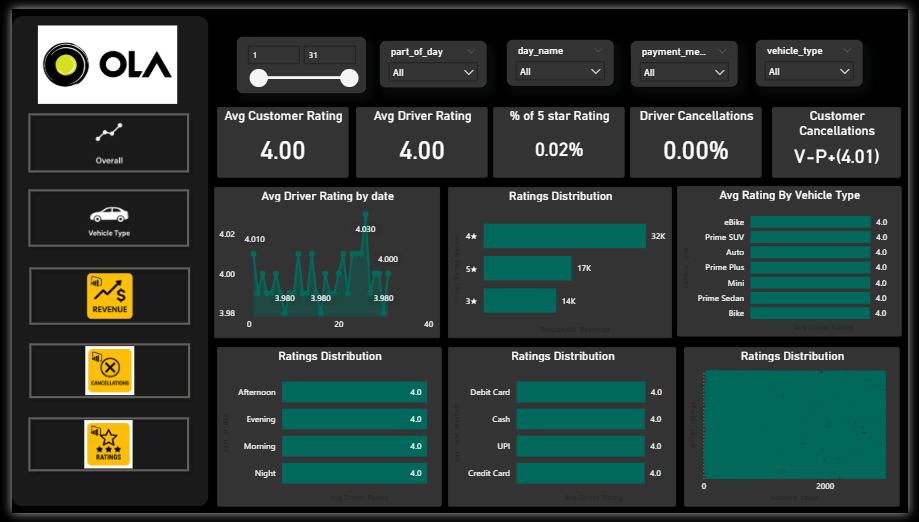 OLA
Overall
Vehicle Type
REVENUE
CANCELLATIONS
RATINGS
1 31
part_of_day
All
day_name
All
payment_me...
All
vehicle_type
All
Avg Customer Rating
4.00
Avg Driver Rating
4.00
% of 5 star Rating
0.02%
Driver Cancellations
0.00%
Customer
Cancellations
V-P+(4.01)
Avg Driver Rating by date
4.02
4.00
3.98
4.010
4.030
4.000
3.980
3.980
3.980
0 20 40
Ratings Distribution
4★ 32K
5★ 17K
3★ 14K
Avg Rating By Vehicle Type
eBike 4.0
Prime SUV 4.0
Auto 4.0
Prime Plus 4.0
Mini 4.0
Prime Sedan 4.0
Bike 4.0
Ratings Distribution
Afternoon 4.0
Evening 4.0
Morning 4.0
Night 4.0
Ratings Distribution
Debit Card 4.0
Cash 4.0
UPI 4.0
Credit Card 4.0
Ratings Distribution
0 2000